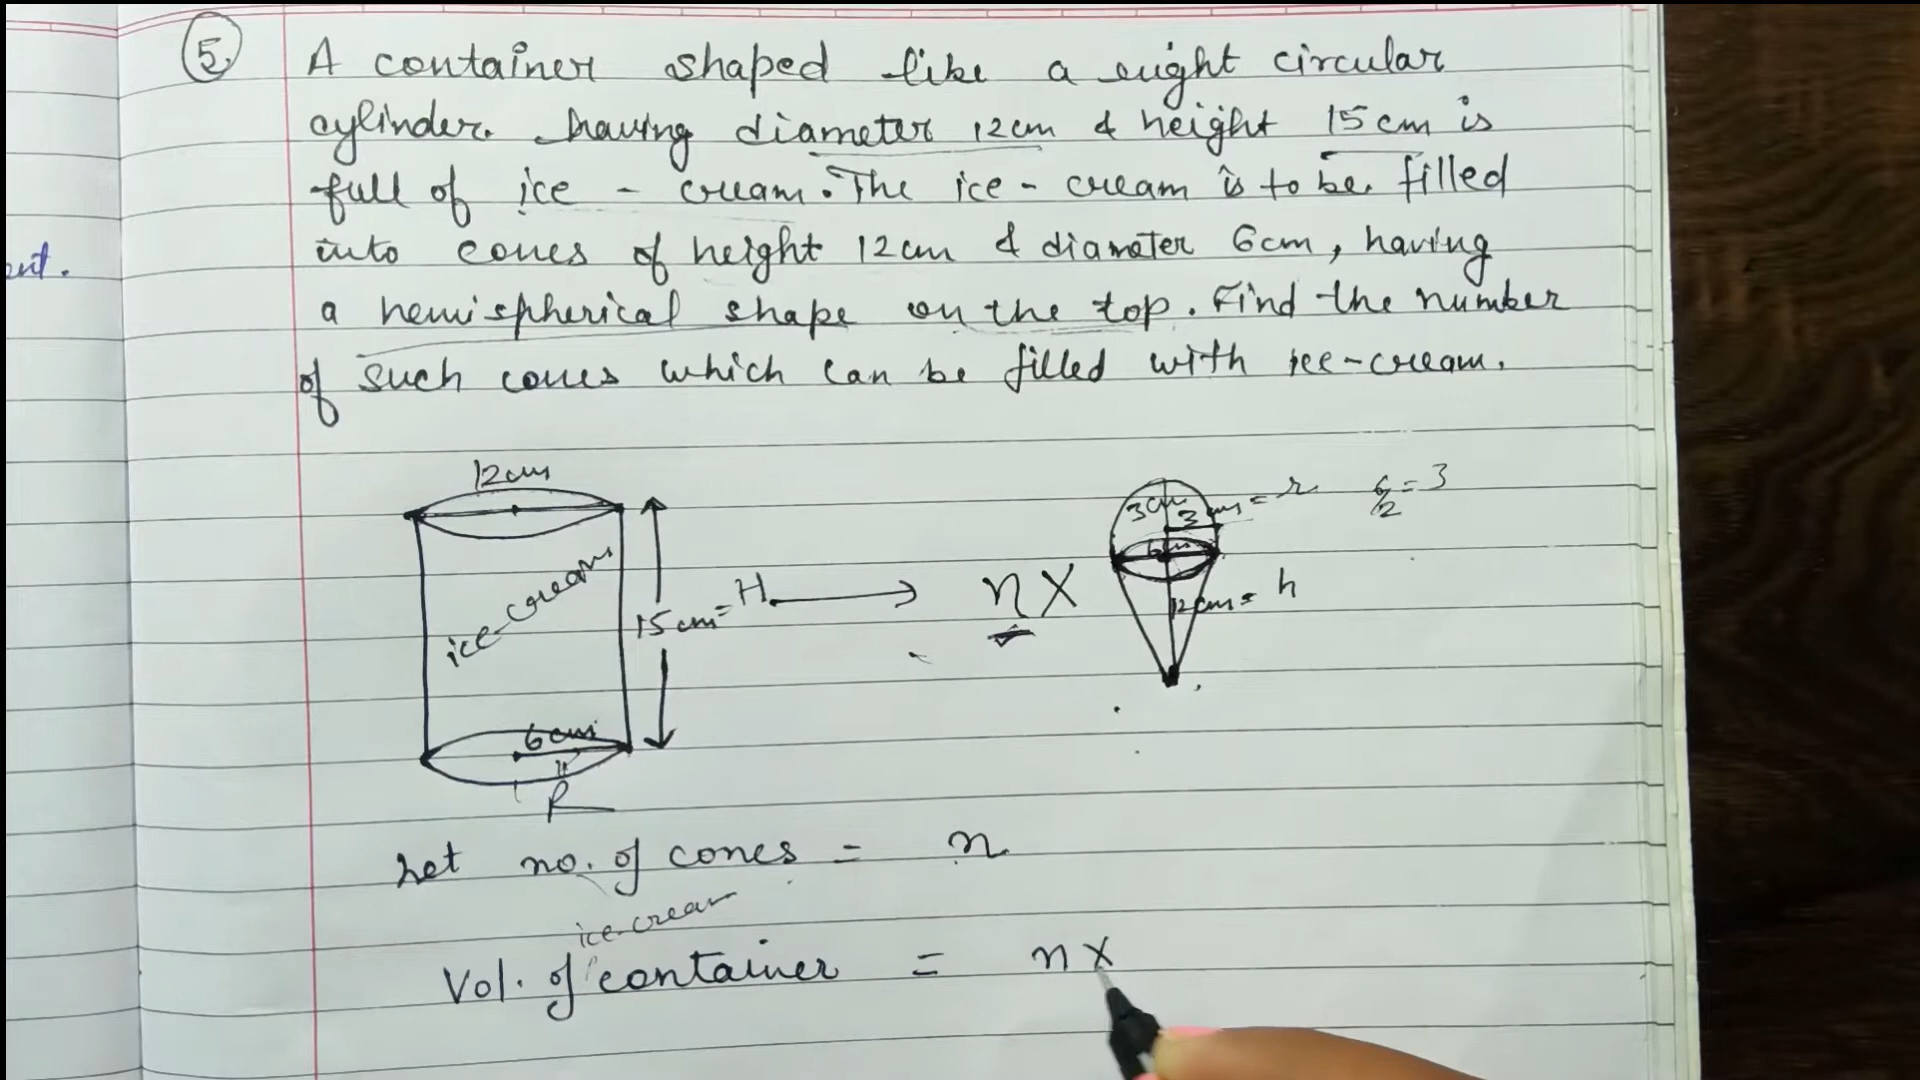 5.
A container shaped like a right circular
cylinder having diameter 12cm & height 15cm is
full of ice - cream. The ice - cream is to be filled
into cones of height 12cm & diameter 6cm, having
a hemispherical shape on the top. Find the number
of such cones which can be filled with ice-cream.
12cm
ice-cream
15cm = H
6cm
R
n X
3cm
3cm = r
6/2 = 3
6cm
12cm = h
Let no. of cones = n
ice-cream
Vol. of container = n X